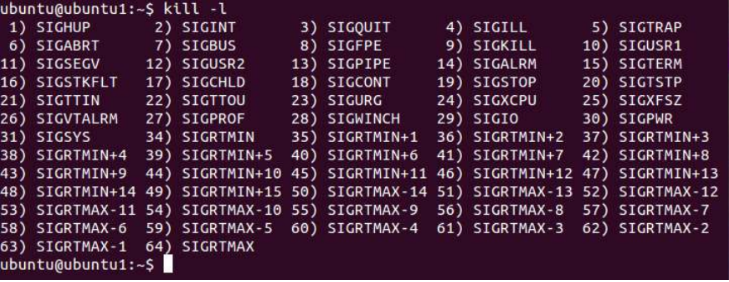 ubuntu@ubuntu1:~$ kill -l
 1) SIGHUP       2) SIGINT       3) SIGQUIT      4) SIGILL       5) SIGTRAP
 6) SIGABRT      7) SIGBUS       8) SIGFPE       9) SIGKILL     10) SIGUSR1
11) SIGSEGV     12) SIGUSR2     13) SIGPIPE     14) SIGALRM     15) SIGTERM
16) SIGSTKFLT   17) SIGCHLD     18) SIGCONT     19) SIGSTOP     20) SIGTSTP
21) SIGTTIN     22) SIGTTOU     23) SIGURG      24) SIGXCPU     25) SIGXFSZ
26) SIGVTALRM   27) SIGPROF     28) SIGWINCH    29) SIGIO       30) SIGPWR
31) SIGSYS      34) SIGRTMIN    35) SIGRTMIN+1  36) SIGRTMIN+2  37) SIGRTMIN+3
38) SIGRTMIN+4  39) SIGRTMIN+5  40) SIGRTMIN+6  41) SIGRTMIN+7  42) SIGRTMIN+8
43) SIGRTMIN+9  44) SIGRTMIN+10 45) SIGRTMIN+11 46) SIGRTMIN+12 47) SIGRTMIN+13
48) SIGRTMIN+14 49) SIGRTMIN+15 50) SIGRTMAX-14 51) SIGRTMAX-13 52) SIGRTMAX-12
53) SIGRTMAX-11 54) SIGRTMAX-10 55) SIGRTMAX-9  56) SIGRTMAX-8  57) SIGRTMAX-7
58) SIGRTMAX-6  59) SIGRTMAX-5  60) SIGRTMAX-4  61) SIGRTMAX-3  62) SIGRTMAX-2
63) SIGRTMAX-1  64) SIGRTMAX
ubuntu@ubuntu1:~$